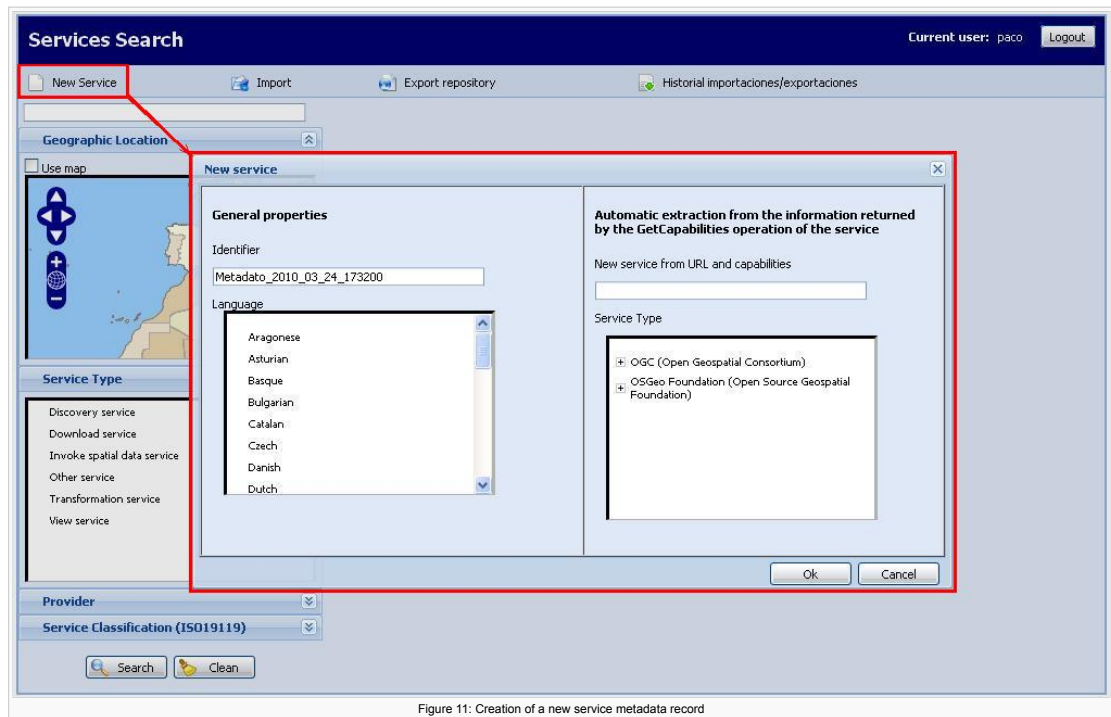 Services Search
Current user: paco
Logout
New Service
Import
Export repository
Historial importaciones/exportaciones
Geographic Location
Use map
New service
General properties
Identifier
Metadato_2010_03_24_173200
Language
Aragonese
Asturian
Basque
Bulgarian
Catalan
Czech
Danish
Dutch
Automatic extraction from the information returned
by the GetCapabilities operation of the service
New service from URL and capabilities
Service Type
OGC (Open Geospatial Consortium)
OSGeo Foundation (Open Source Geospatial
Foundation)
Ok
Cancel
Service Type
Discovery service
Download service
Invoke spatial data service
Other service
Transformation service
View service
Provider
Service Classification (ISO19119)
Search
Clean
Figure 11: Creation of a new service metadata record